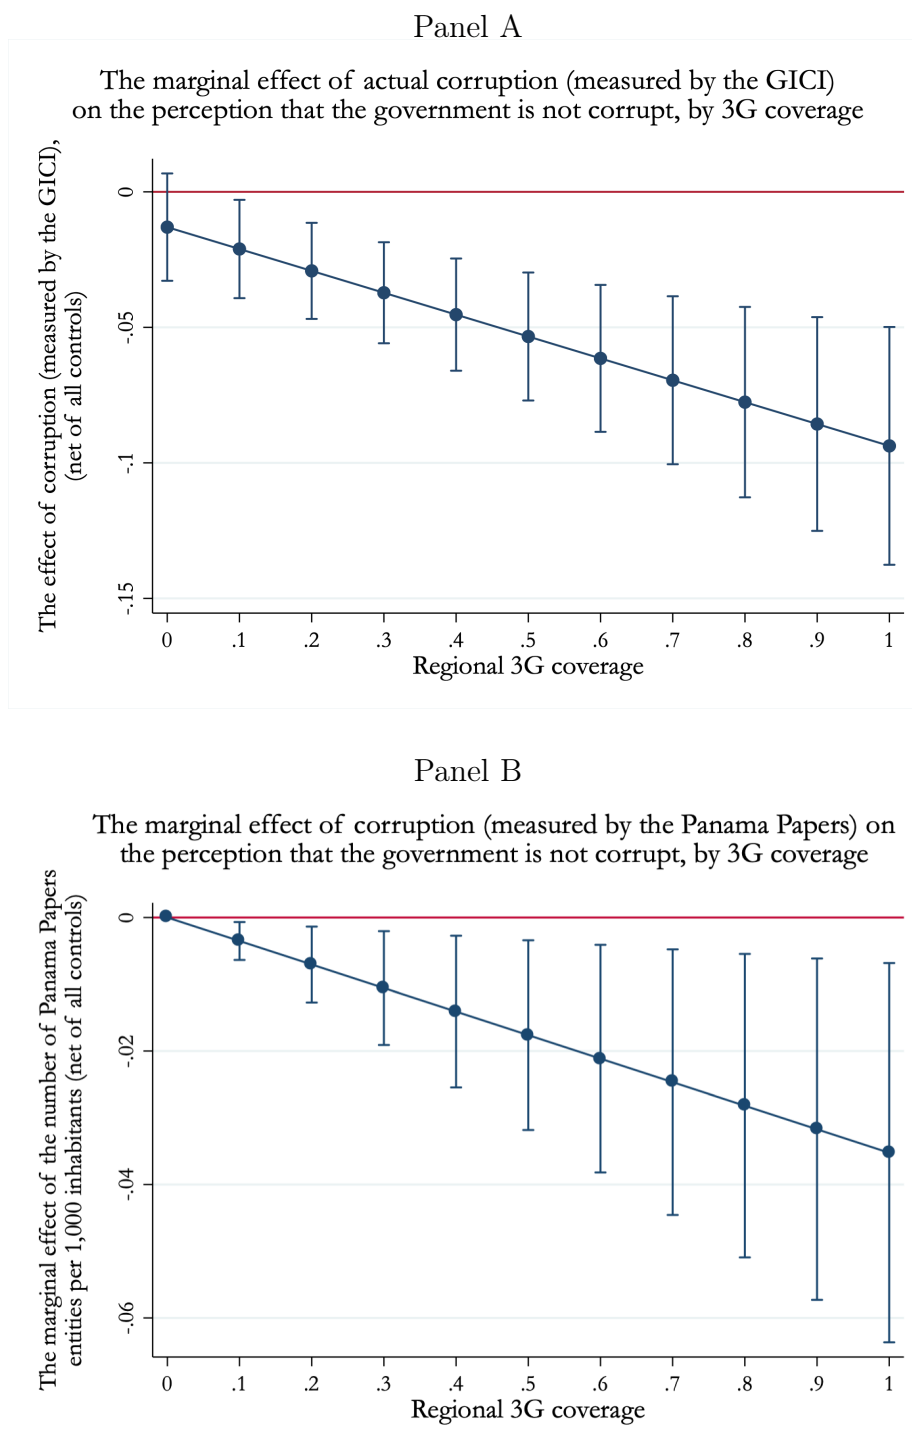 Panel A
The marginal effect of actual corruption (measured by the GICI)
on the perception that the government is not corrupt, by 3G coverage
The effect of corruption (measured by the GICI),
(net of all controls)
0
-.05
-.1
-.15
0 .1 .2 .3 .4 .5 .6 .7 .8 .9 1
Regional 3G coverage
Panel B
The marginal effect of corruption (measured by the Panama Papers) on
the perception that the government is not corrupt, by 3G coverage
The marginal effect of the number of Panama Papers
entities per 1,000 inhabitants (net of all controls)
0
-.02
-.04
-.06
0 .1 .2 .3 .4 .5 .6 .7 .8 .9 1
Regional 3G coverage